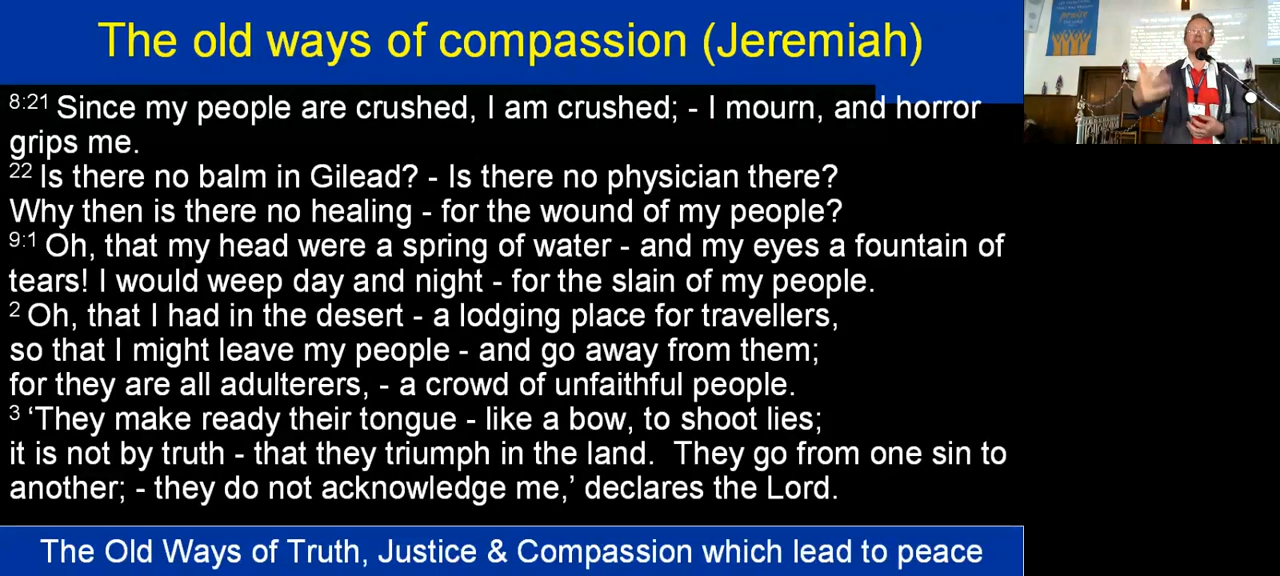 The old ways of compassion (Jeremiah)
8:21 Since my people are crushed, I am crushed; - I mourn, and horror
grips me.
22 Is there no balm in Gilead? - Is there no physician there?
Why then is there no healing - for the wound of my people?
9:1 Oh, that my head were a spring of water - and my eyes a fountain of
tears! I would weep day and night - for the slain of my people.
2 Oh, that I had in the desert - a lodging place for travellers,
so that I might leave my people - and go away from them;
for they are all adulterers, - a crowd of unfaithful people.
3 ‘They make ready their tongue - like a bow, to shoot lies;
it is not by truth - that they triumph in the land.  They go from one sin to
another; - they do not acknowledge me,’ declares the Lord.
The Old Ways of Truth, Justice & Compassion which lead to peace